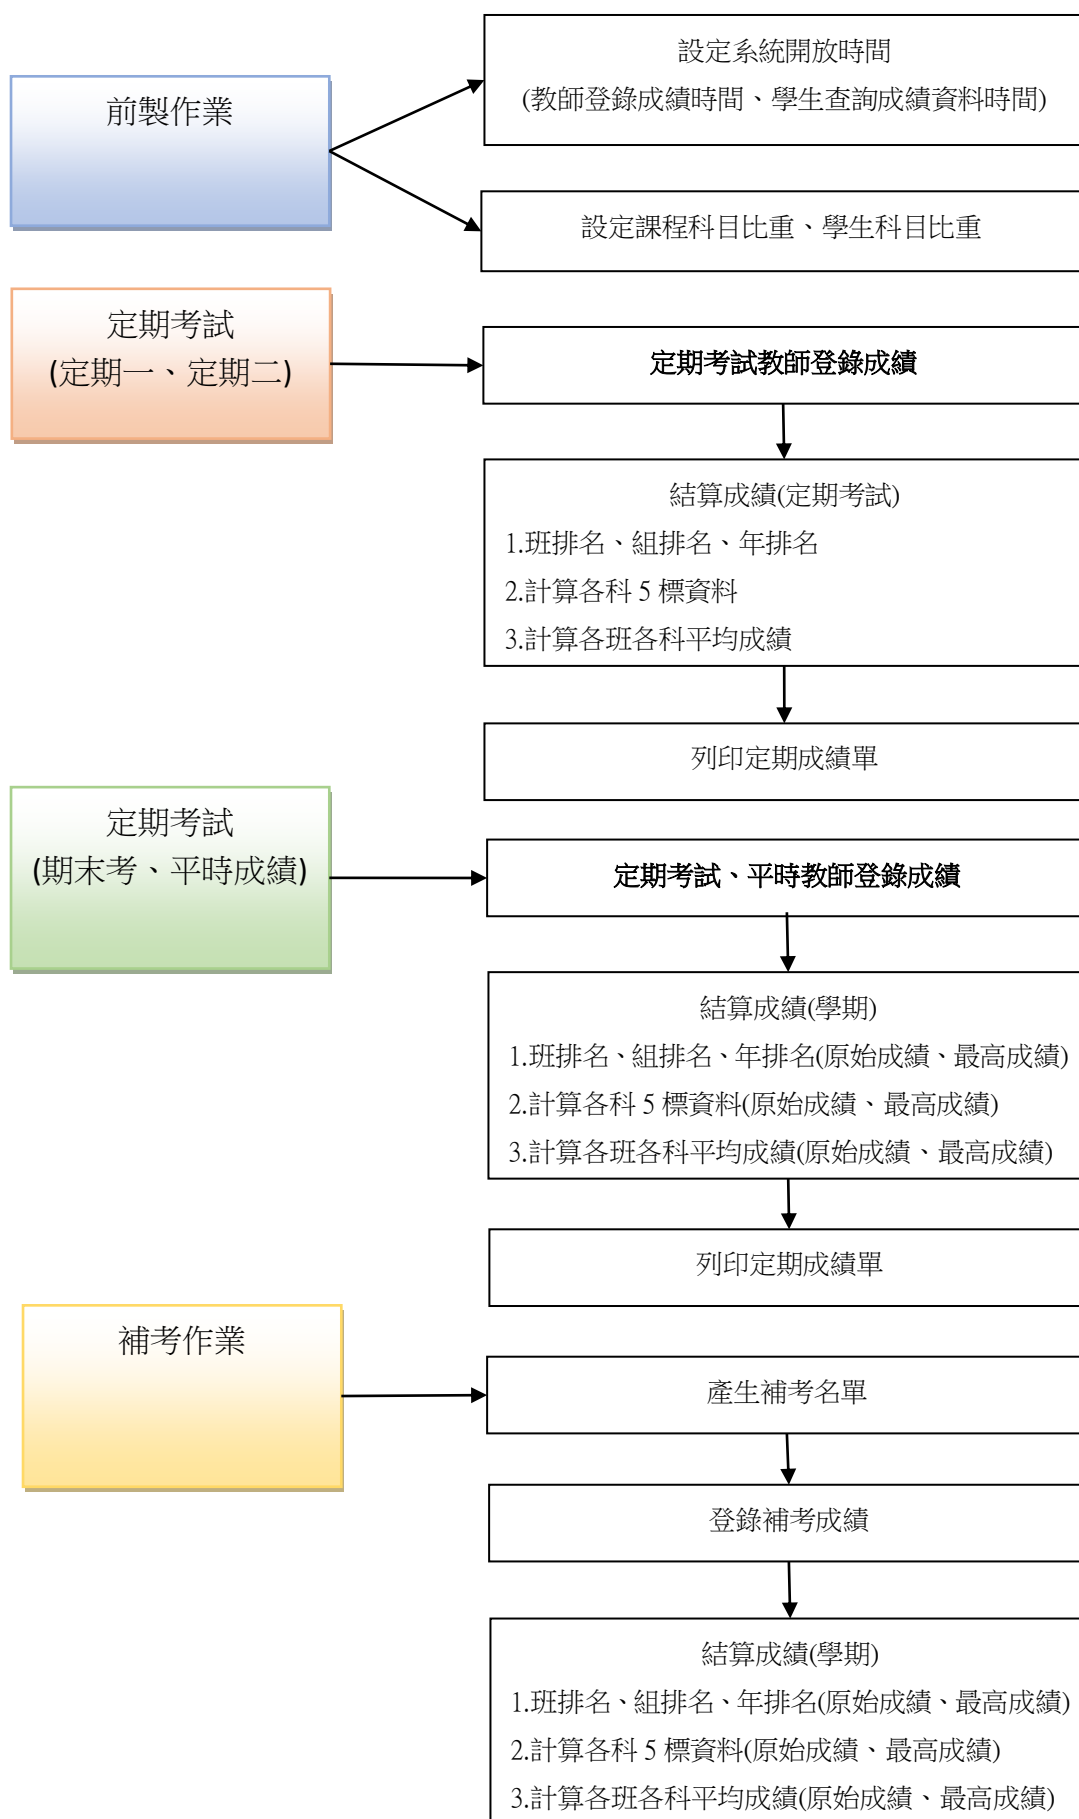 前製作業
設定系統開放時間
(教師登錄成績時間、學生查詢成績資料時間)
設定課程科目比重、學生科目比重
定期考試
(定期一、定期二)
定期考試教師登錄成績
結算成績(定期考試)
1.班排名、組排名、年排名
2.計算各科 5 標資料
3.計算各班各科平均成績
列印定期成績單
定期考試
(期末考、平時成績)
定期考試、平時教師登錄成績
結算成績(學期)
1.班排名、組排名、年排名(原始成績、最高成績)
2.計算各科 5 標資料(原始成績、最高成績)
3.計算各班各科平均成績(原始成績、最高成績)
列印定期成績單
補考作業
產生補考名單
登錄補考成績
結算成績(學期)
1.班排名、組排名、年排名(原始成績、最高成績)
2.計算各科 5 標資料(原始成績、最高成績)
3.計算各班各科平均成績(原始成績、最高成績)